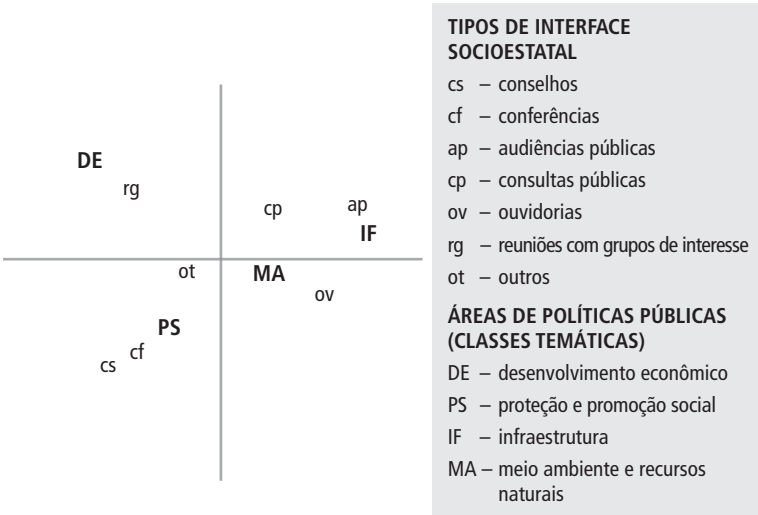 DE
rg
cp
ap
IF
ot
MA
ov
PS
cf
cs
TIPOS DE INTERFACE
SOCIOESTATAL
cs – conselhos
cf – conferências
ap – audiências públicas
cp – consultas públicas
ov – ouvidorias
rg – reuniões com grupos de interesse
ot – outros
ÁREAS DE POLÍTICAS PÚBLICAS
(CLASSES TEMÁTICAS)
DE – desenvolvimento econômico
PS – proteção e promoção social
IF – infraestrutura
MA – meio ambiente e recursos
naturais